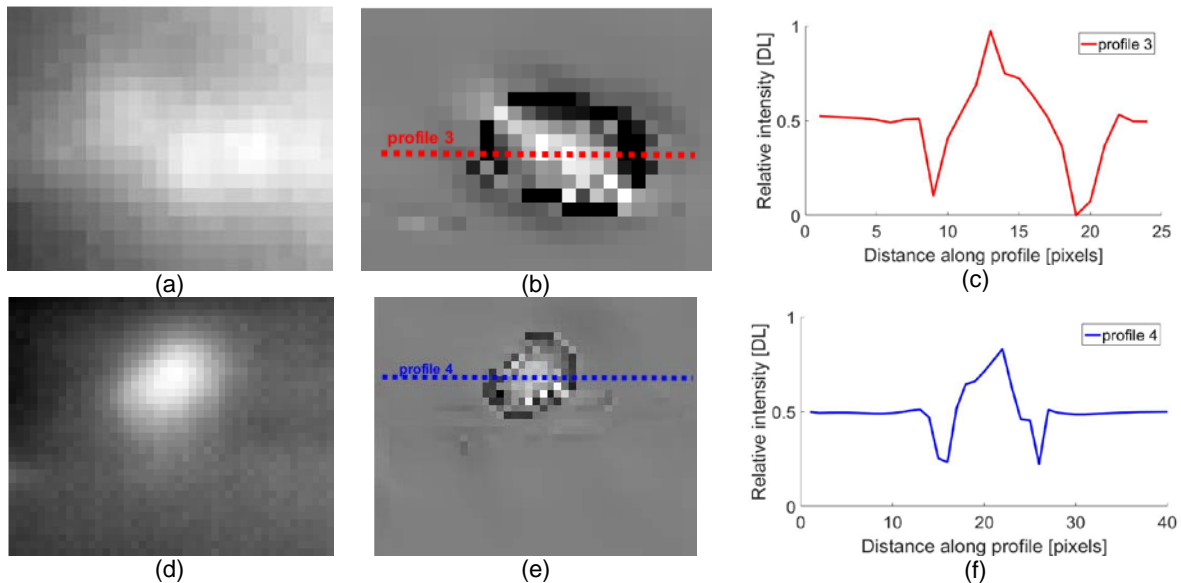 profile 3
1
0.5
0
0 5 10 15 20 25
Relative intensity [DL]
Distance along profile [pixels]
profile 3
(a)
(b)
(c)
profile 4
1
0.5
0
0 10 20 30 40
Relative intensity [DL]
Distance along profile [pixels]
profile 4
(d)
(e)
(f)